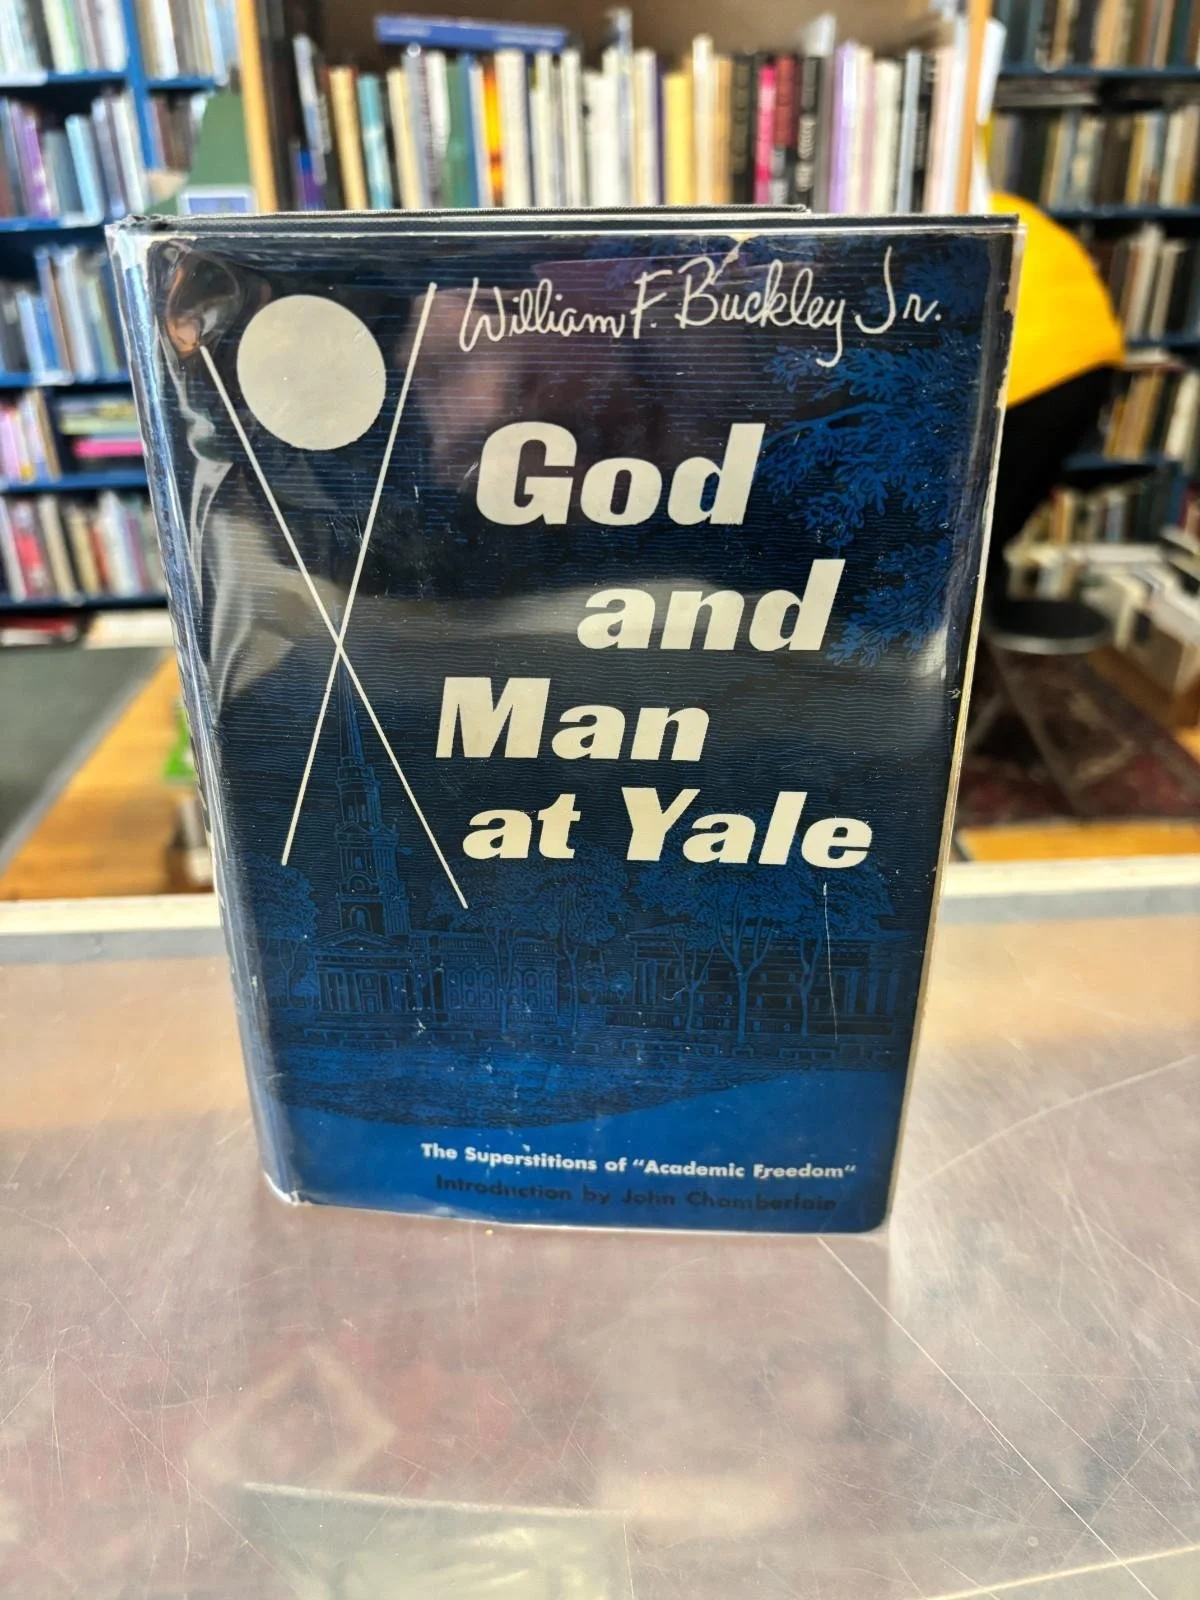 William F. Buckley Jr.
God
and
Man
at Yale
The Superstitions of "Academic Freedom"
Introduction by John Chamberlain